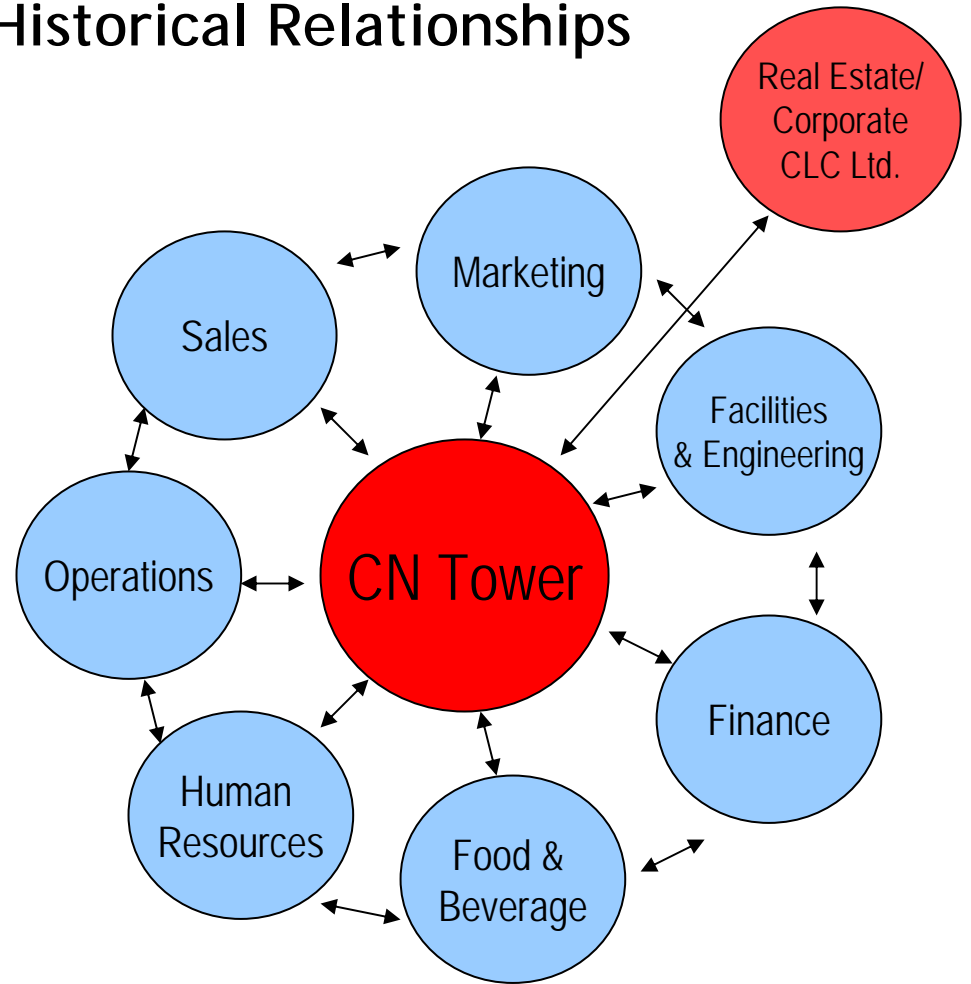 Historical Relationships
Real Estate/
Corporate
CLC Ltd.
Marketing
Sales
Facilities
& Engineering
Operations
CN Tower
Finance
Human
Resources
Food &
Beverage